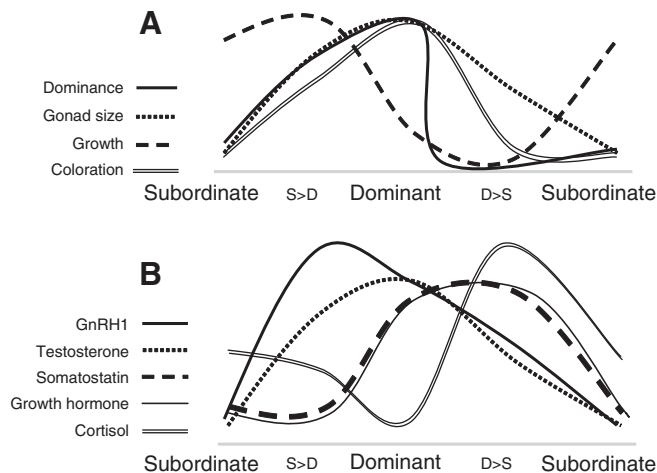 A
Dominance
Gonad size
Growth
Coloration
Subordinate S>D Dominant D>S Subordinate
B
GnRH1
Testosterone
Somatostatin
Growth hormone
Cortisol
Subordinate S>D Dominant D>S Subordinate